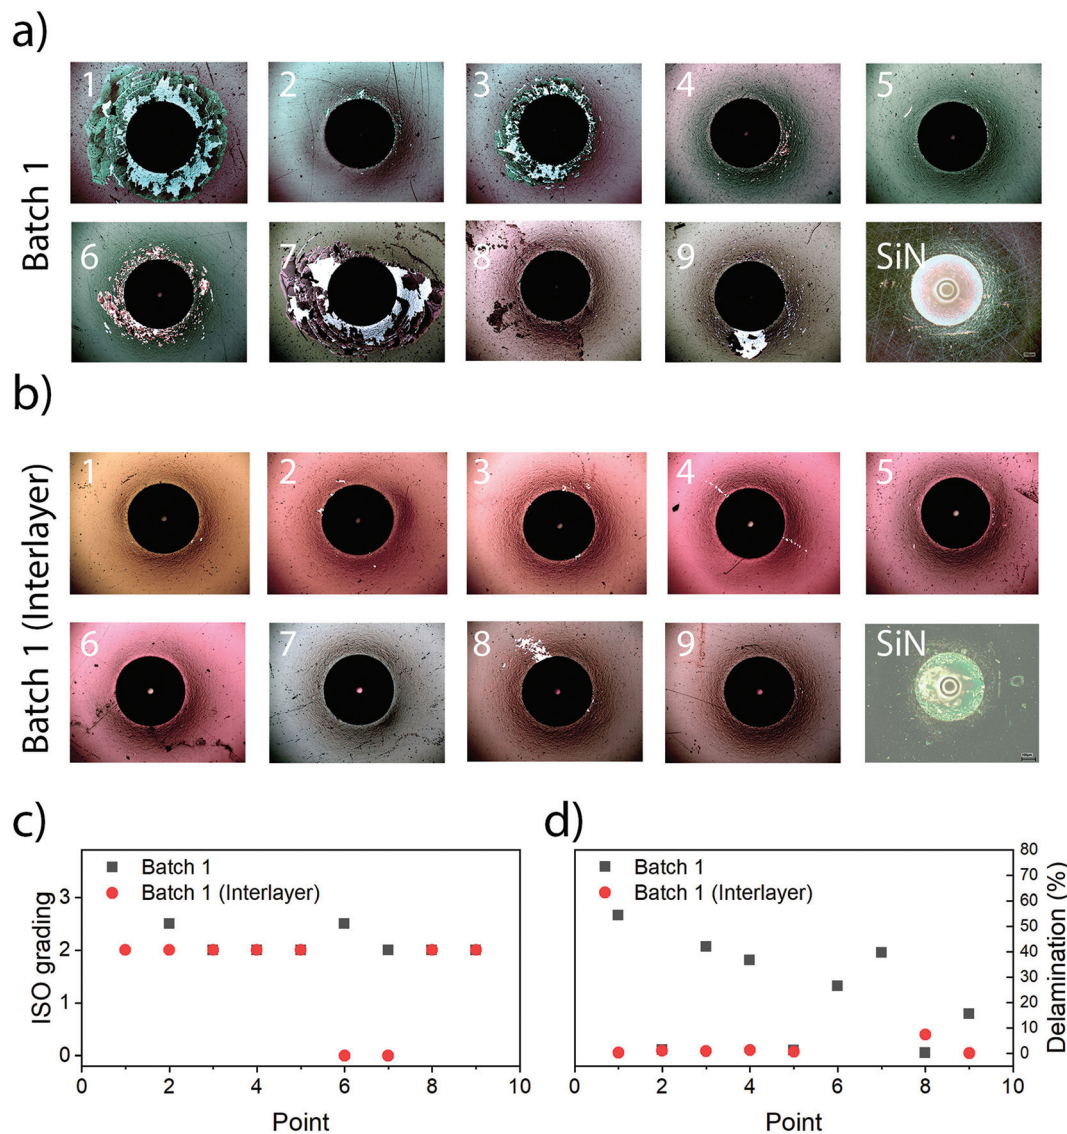 a)
Batch 1
1 2 3 4 5
6 7 8 9 SiN
b)
Batch 1 (Interlayer)
1 2 3 4 5
6 7 8 9 SiN
c)
Batch 1
Batch 1 (Interlayer)
ISO grading
3
2
1
0
0 2 4 6 8 10
Point
d)
Batch 1
Batch 1 (Interlayer)
80
70
60
50
40
30
20
10
0
Delamination (%)
0 2 4 6 8 10
Point